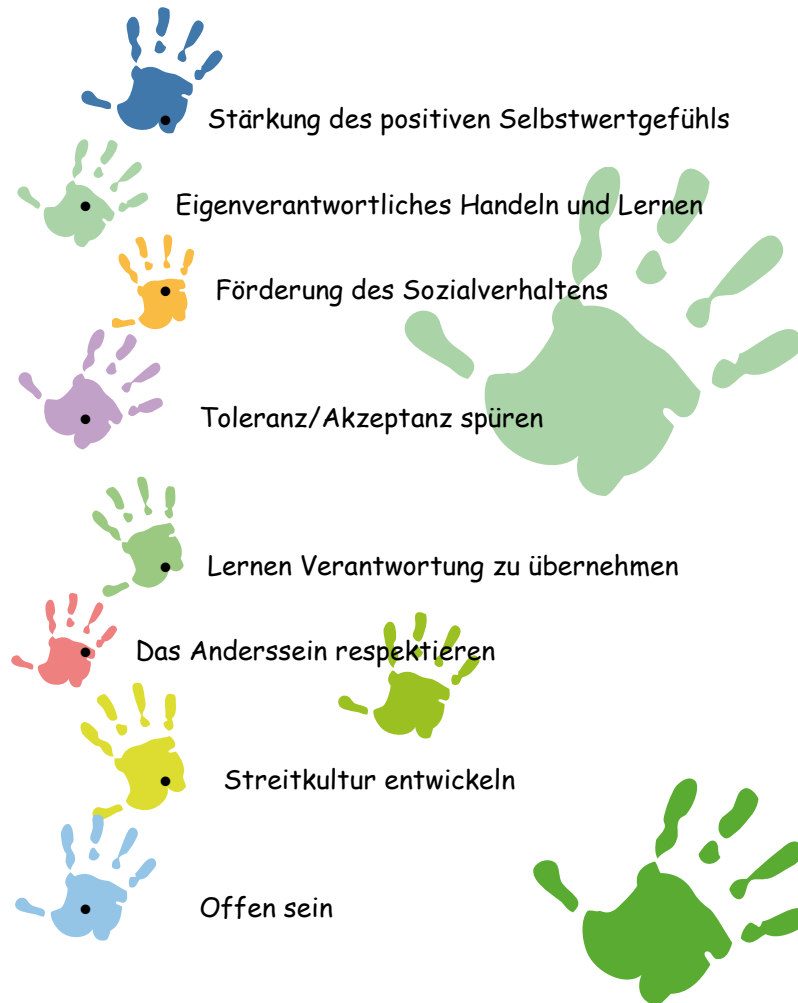 • Stärkung des positiven Selbstwertgefühls
• Eigenverantwortliches Handeln und Lernen
• Förderung des Sozialverhaltens
• Toleranz/Akzeptanz spüren
• Lernen Verantwortung zu übernehmen
• Das Anderssein respektieren
• Streitkultur entwickeln
• Offen sein